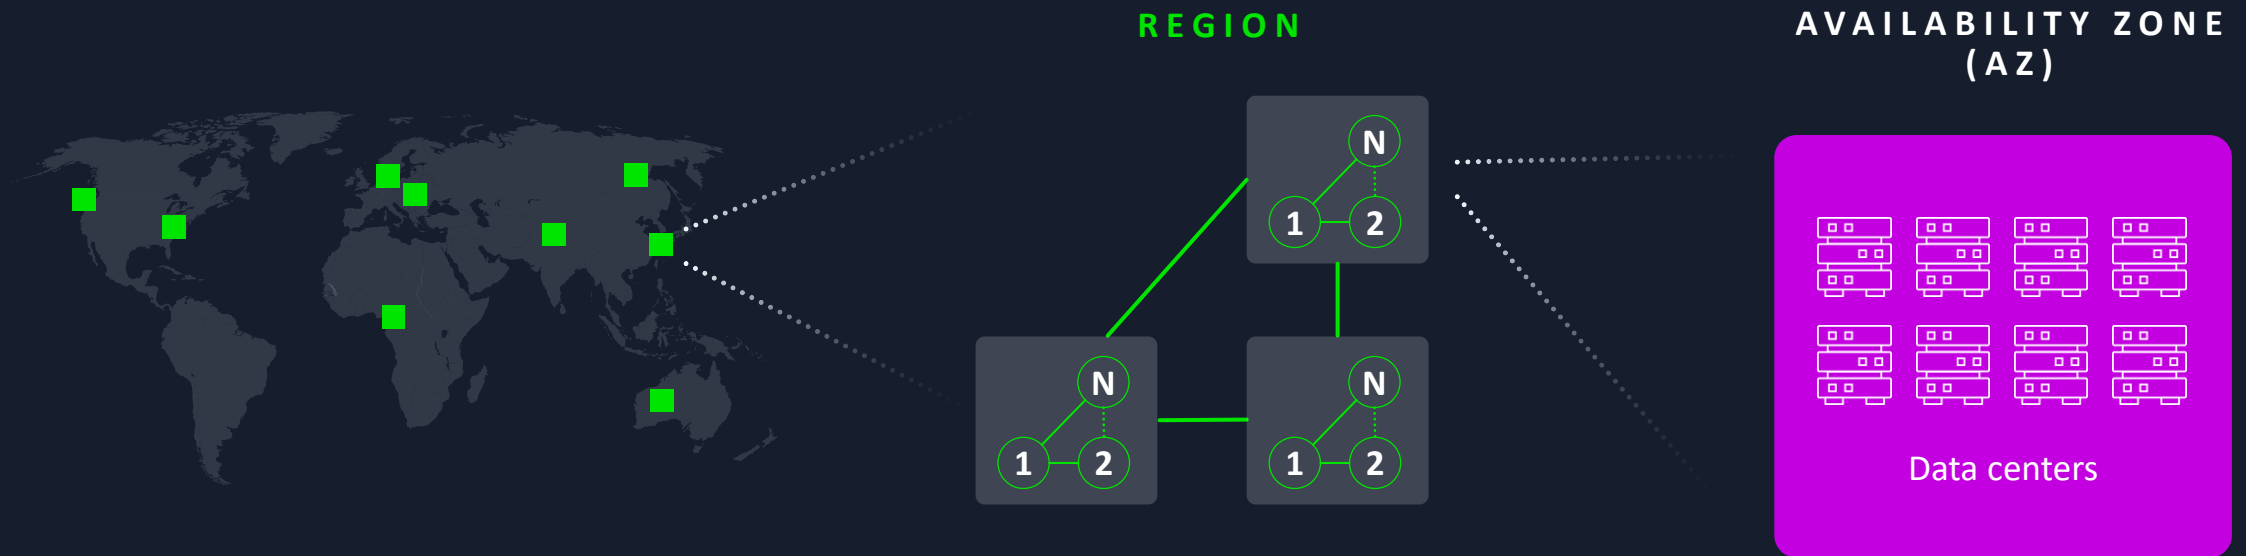 REGION
AVAILABILITY ZONE
(AZ)
N
1 2
N
1 2
N
1 2
Data centers